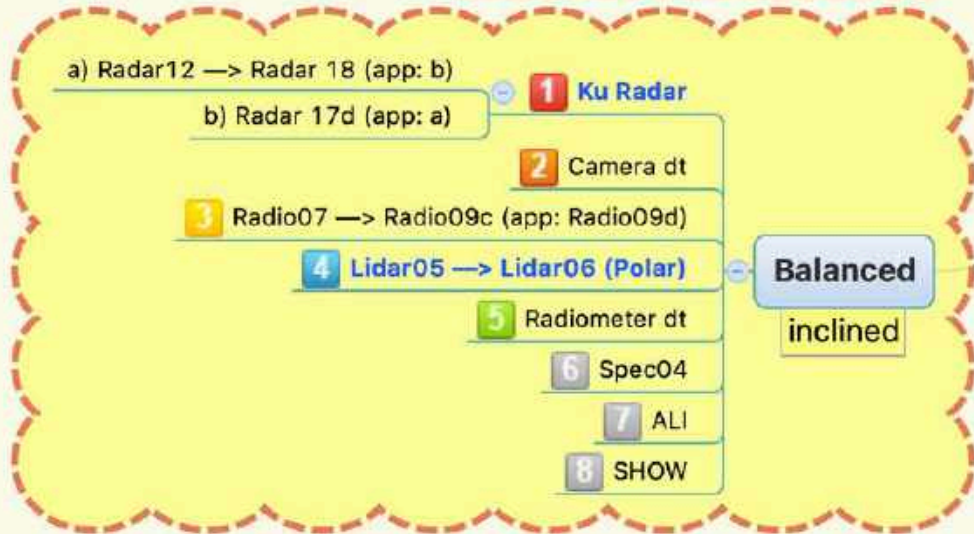 a) Radar12 —> Radar 18 (app: b)
b) Radar 17d (app: a)
1 Ku Radar
2 Camera dt
3 Radio07 —> Radio09c (app: Radio09d)
4 Lidar05 —> Lidar06 (Polar)
5 Radiometer dt
6 Spec04
7 ALI
8 SHOW
Balanced
inclined